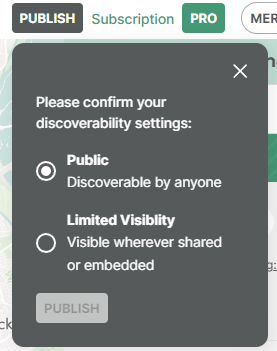 PUBLISH Subscription PRO MER
Please confirm your
discoverability settings:
Public
Discoverable by anyone
Limited Visiblity
Visible wherever shared
or embedded
PUBLISH